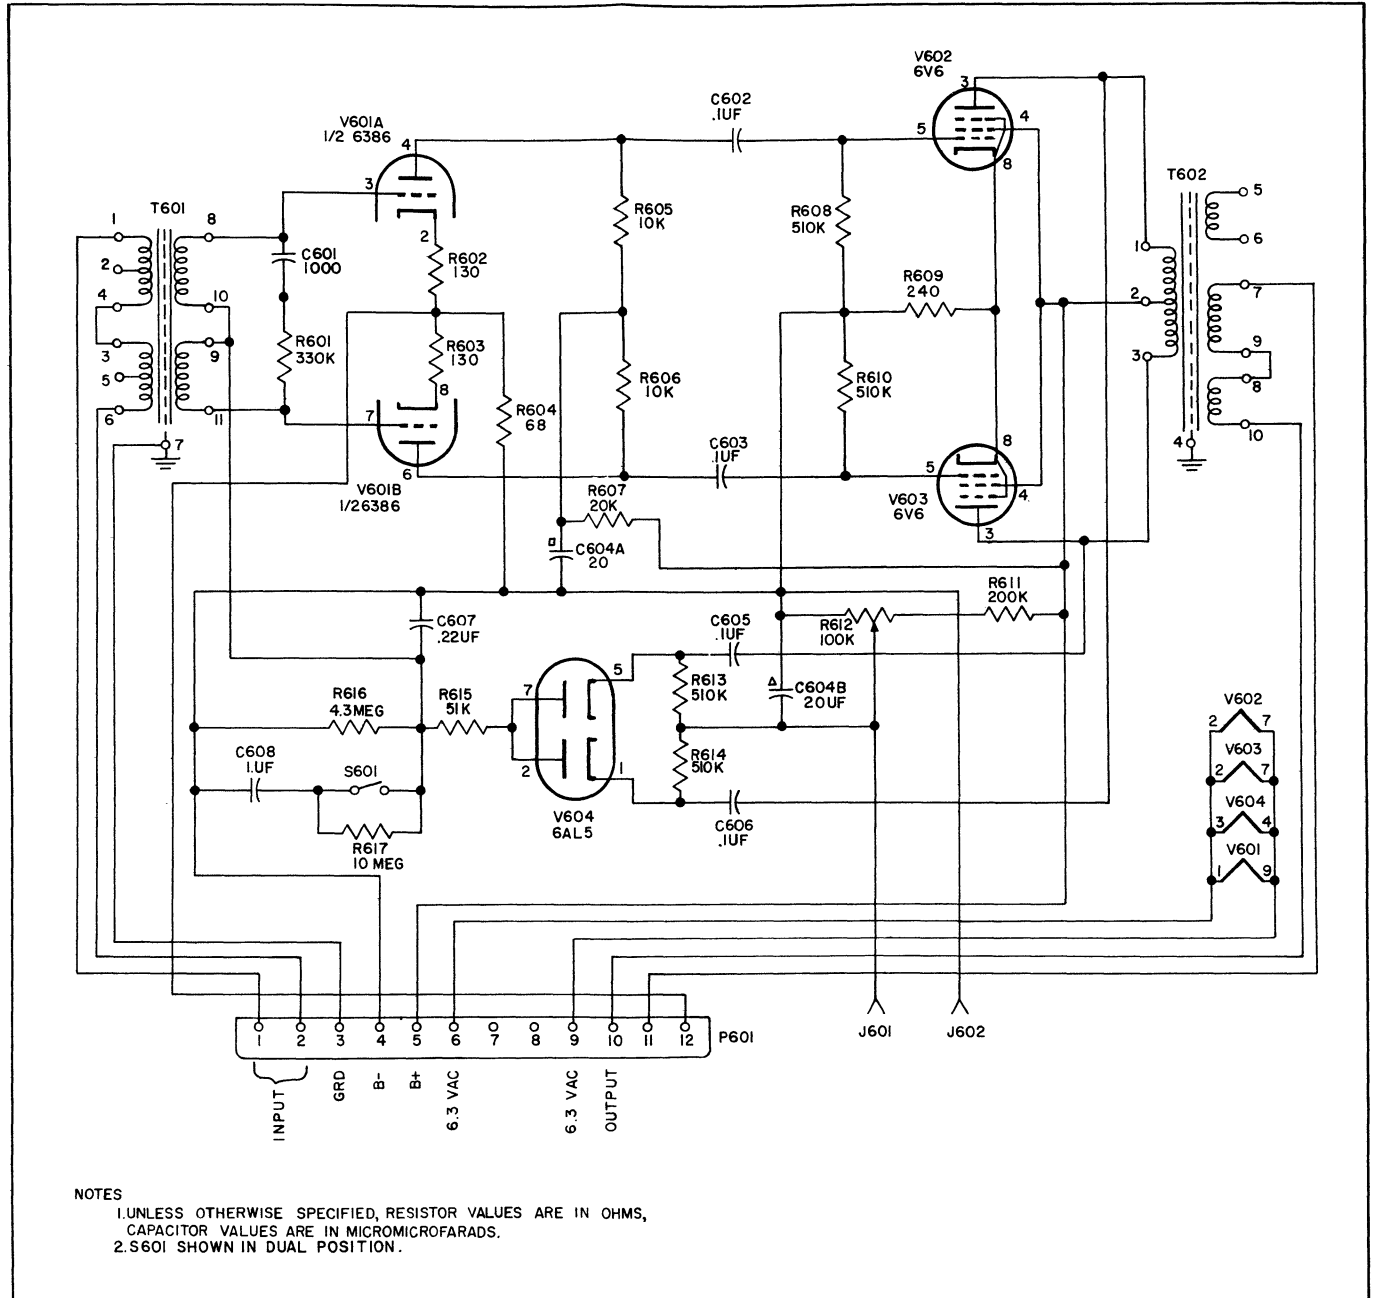 V602
6V6
3
4
5
8
C602
.1UF
V601A
1/2 6386
4
3
2
T601
1
2
4
3
5
6
8
10
9
11
7
C601
1000
R601
330K
R602
130
R603
130
8
7
6
V601B
1/26386
R604
68
R605
10K
R606
10K
R608
510K
R609
240
R610
510K
C603
.1UF
R607
20K
C604A
20
5
8
4
3
V603
6V6
T602
1
2
3
4
5
6
7
9
8
10
C607
.22UF
R616
4.3MEG
R615
51K
C608
1.UF
S601
R617
10 MEG
7
2
5
1
V604
6AL5
C605
.1UF
R613
510K
R614
510K
C606
.1UF
R612
100K
R611
200K
C604B
20UF
V602
2 7
V603
2 7
V604
3 4
V601
1 9
J601
J602
P601
1 2 3 4 5 6 7 8 9 10 11 12
INPUT
GRD
B-
B+
6.3 VAC
6.3 VAC
OUTPUT
NOTES
1.UNLESS OTHERWISE SPECIFIED, RESISTOR VALUES ARE IN OHMS,
CAPACITOR VALUES ARE IN MICROMICROFARADS.
2.S601 SHOWN IN DUAL POSITION.